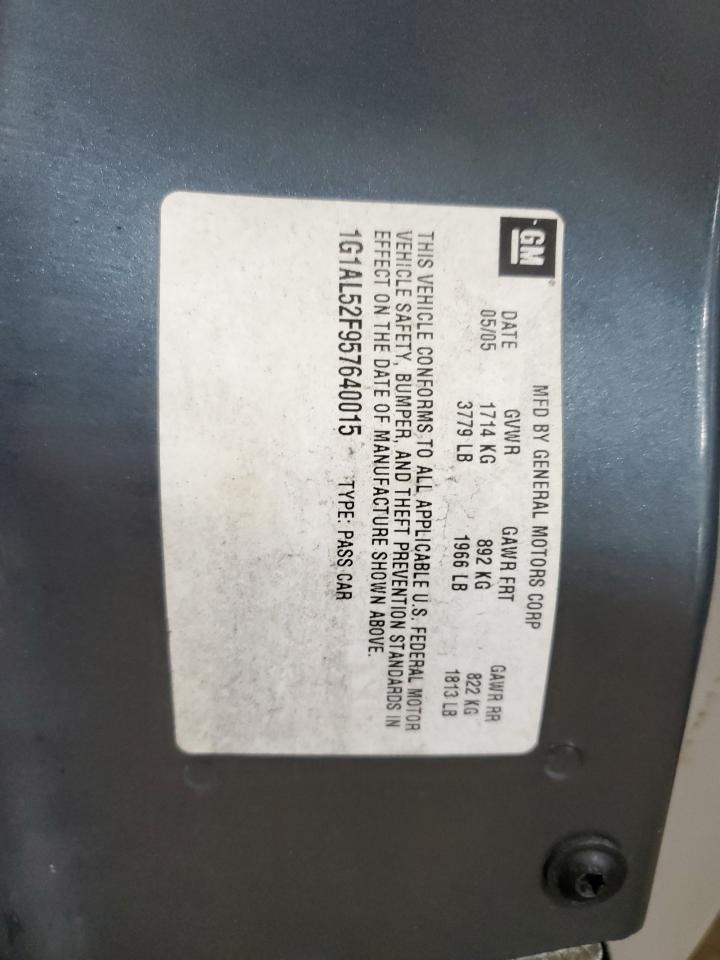 GM
MFD BY GENERAL MOTORS CORP
DATE GVWR GAWR FRT GAWR RR
05/05 1714 KG 892 KG 822 KG
3779 LB 1966 LB 1813 LB
THIS VEHICLE CONFORMS TO ALL APPLICABLE U.S. FEDERAL MOTOR
VEHICLE SAFETY, BUMPER, AND THEFT PREVENTION STANDARDS IN
EFFECT ON THE DATE OF MANUFACTURE SHOWN ABOVE.
1G1AL52F957640015 TYPE: PASS CAR